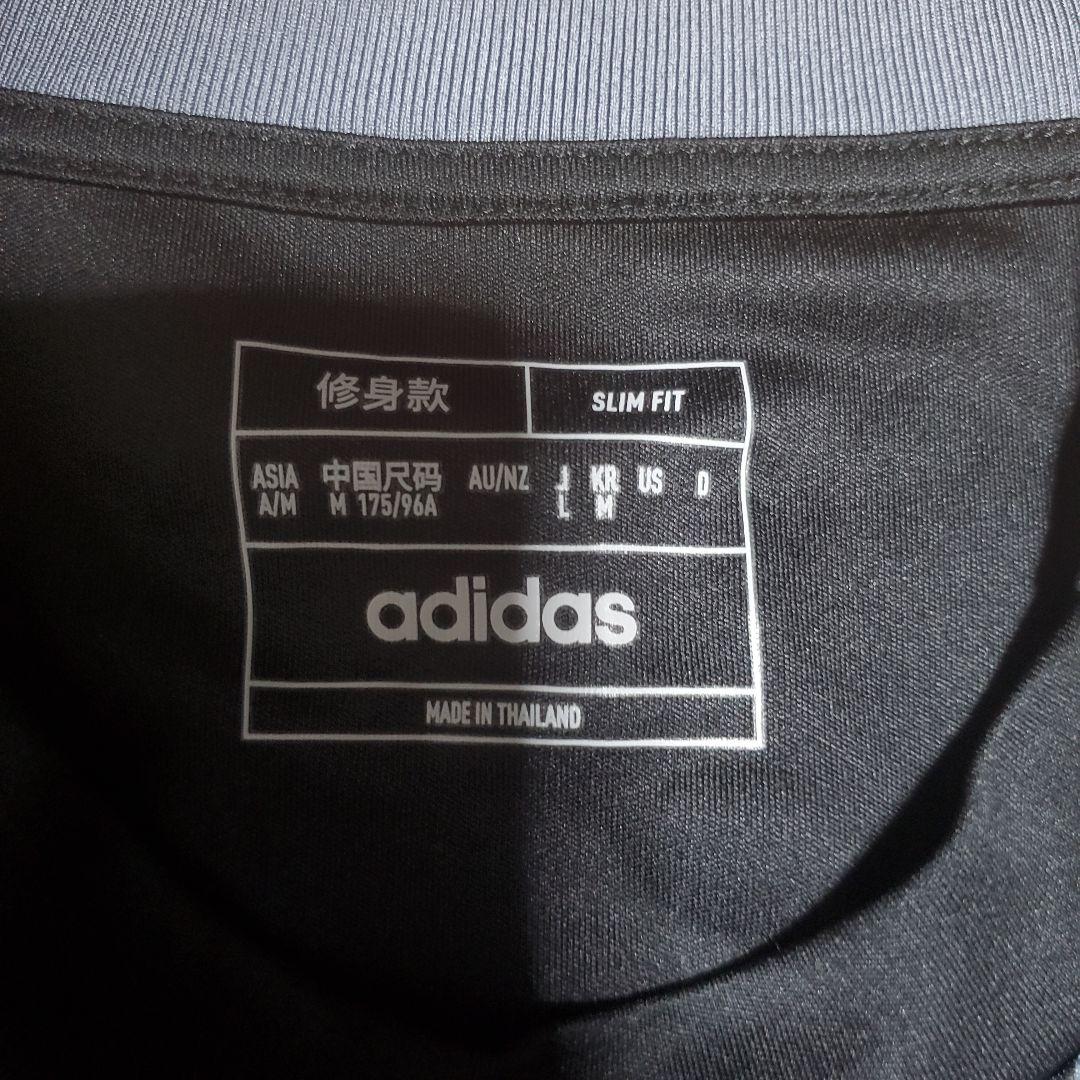 修身款 SLIM FIT
ASIA 中国尺码 AU/NZ J KR US D
A/M M 175/96A L M
adidas
MADE IN THAILAND